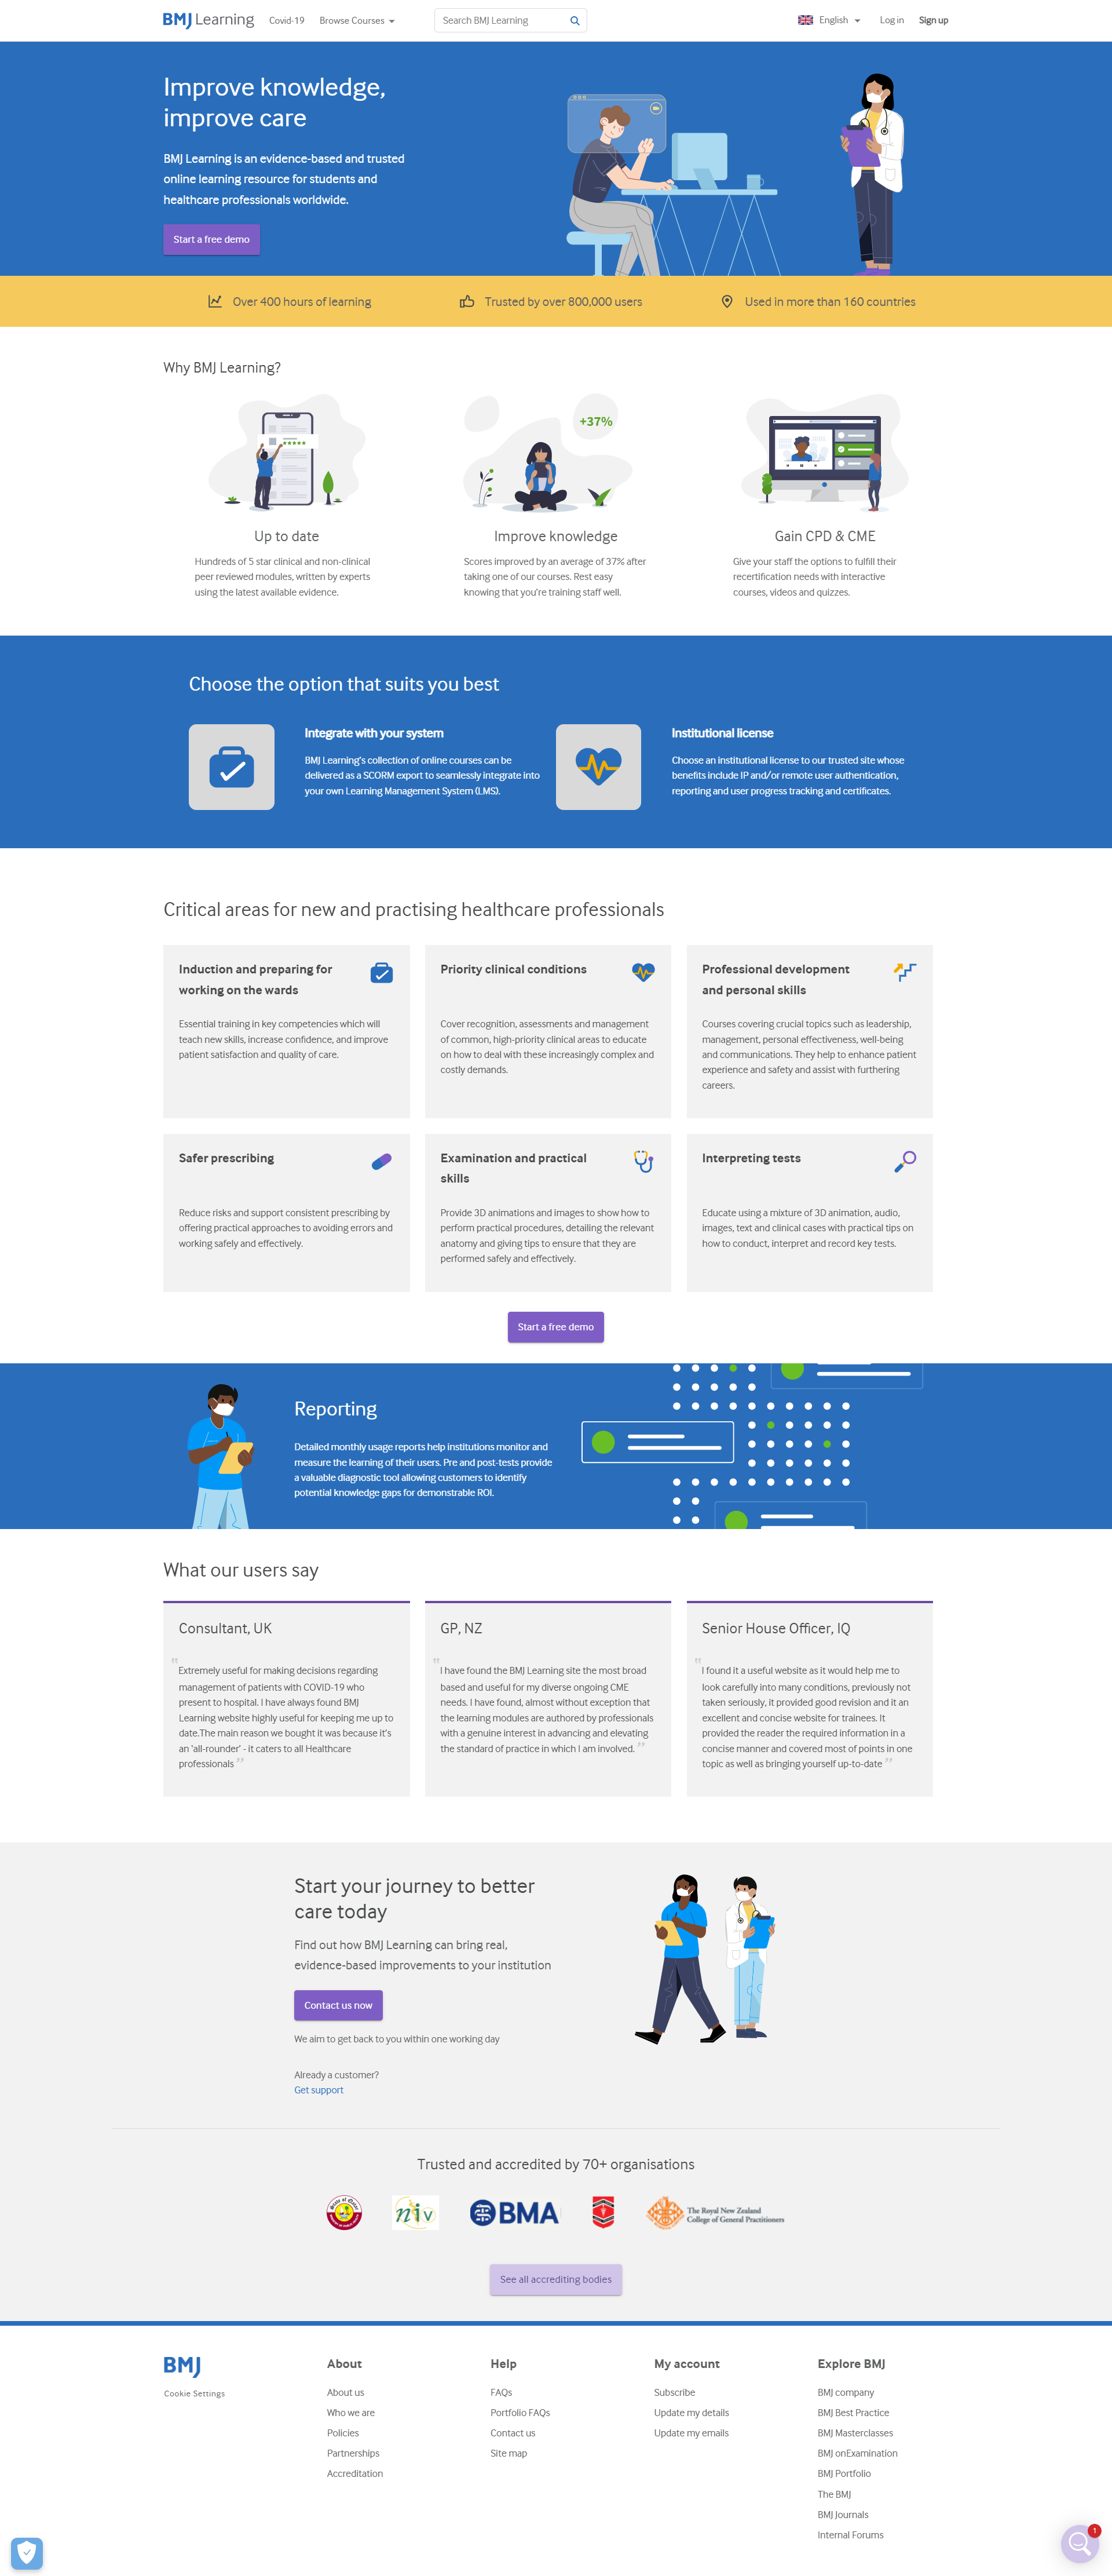 BMJ Learning
Covid-19
Browse Courses
Search BMJ Learning
English
Log in
Sign up
Improve knowledge,
improve care
BMJ Learning is an evidence-based and trusted
online learning resource for students and
healthcare professionals worldwide.
Start a free demo
Over 400 hours of learning
Trusted by over 800,000 users
Used in more than 160 countries
Why BMJ Learning?
+37%
Up to date
Hundreds of 5 star clinical and non-clinical
peer reviewed modules, written by experts
using the latest available evidence.
Improve knowledge
Scores improved by an average of 37% after
taking one of our courses. Rest easy
knowing that you're training staff well.
Gain CPD & CME
Give your staff the options to fulfill their
recertification needs with interactive
courses, videos and quizzes.
Choose the option that suits you best
Integrate with your system
BMJ Learning's collection of online courses can be
delivered as a SCORM export to seamlessly integrate into
your own Learning Management System (LMS).
Institutional license
Choose an institutional license to our trusted site whose
benefits include IP and/or remote user authentication,
reporting and user progress tracking and certificates.
Critical areas for new and practising healthcare professionals
Induction and preparing for
working on the wards
Essential training in key competencies which will
teach new skills, increase confidence, and improve
patient satisfaction and quality of care.
Priority clinical conditions
Cover recognition, assessments and management
of common, high-priority clinical areas to educate
on how to deal with these increasingly complex and
costly demands.
Professional development
and personal skills
Courses covering crucial topics such as leadership,
management, personal effectiveness, well-being
and communications. They help to enhance patient
experience and safety and assist with furthering
careers.
Safer prescribing
Reduce risks and support consistent prescribing by
offering practical approaches to avoiding errors and
working safely and effectively.
Examination and practical
skills
Provide 3D animations and images to show how to
perform practical procedures, detailing the relevant
anatomy and giving tips to ensure that they are
performed safely and effectively.
Interpreting tests
Educate using a mixture of 3D animation, audio,
images, text and clinical cases with practical tips on
how to conduct, interpret and record key tests.
Start a free demo
Reporting
Detailed monthly usage reports help institutions monitor and
measure the learning of their users. Pre and post-tests provide
a valuable diagnostic tool allowing customers to identify
potential knowledge gaps for demonstrable ROI.
What our users say
Consultant, UK
"Extremely useful for making decisions regarding
management of patients with COVID-19 who
present to hospital. I have always found BMJ
Learning website highly useful for keeping me up to
date.The main reason we bought it was because it's
an 'all-rounder' - it caters to all Healthcare
professionals"
GP, NZ
"I have found the BMJ Learning site the most broad
based and useful for my diverse ongoing CME
needs. I have found, almost without exception that
the learning modules are authored by professionals
with a genuine interest in advancing and elevating
the standard of practice in which I am involved."
Senior House Officer, IQ
"I found it a useful website as it would help me to
look carefully into many conditions, previously not
taken seriously, it provided good revision and it an
excellent and concise website for trainees. It
provided the reader the required information in a
concise manner and covered most of points in one
topic as well as bringing yourself up-to-date"
Start your journey to better
care today
Find out how BMJ Learning can bring real,
evidence-based improvements to your institution
Contact us now
We aim to get back to you within one working day
Already a customer?
Get support
Trusted and accredited by 70+ organisations
niv
BMA
The Royal New Zealand
College of General Practitioners
See all accrediting bodies
BMJ
Cookie Settings
About
About us
Who we are
Policies
Partnerships
Accreditation
Help
FAQs
Portfolio FAQs
Contact us
Site map
My account
Subscribe
Update my details
Update my emails
Explore BMJ
BMJ company
BMJ Best Practice
BMJ Masterclasses
BMJ onExamination
BMJ Portfolio
The BMJ
BMJ Journals
Internal Forums
1